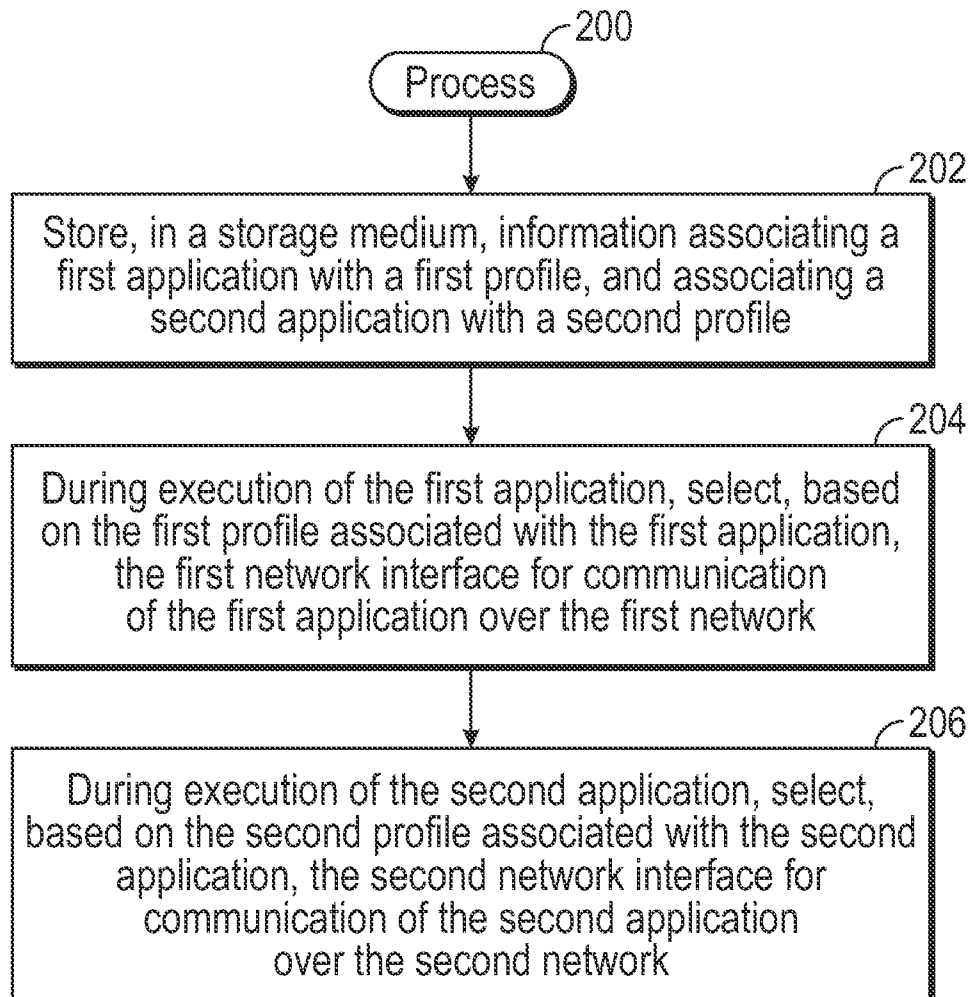 200
Process
202
Store, in a storage medium, information associating a
first application with a first profile, and associating a
second application with a second profile
204
During execution of the first application, select, based
on the first profile associated with the first application,
the first network interface for communication
of the first application over the first network
206
During execution of the second application, select,
based on the second profile associated with the second
application, the second network interface for
communication of the second application
over the second network